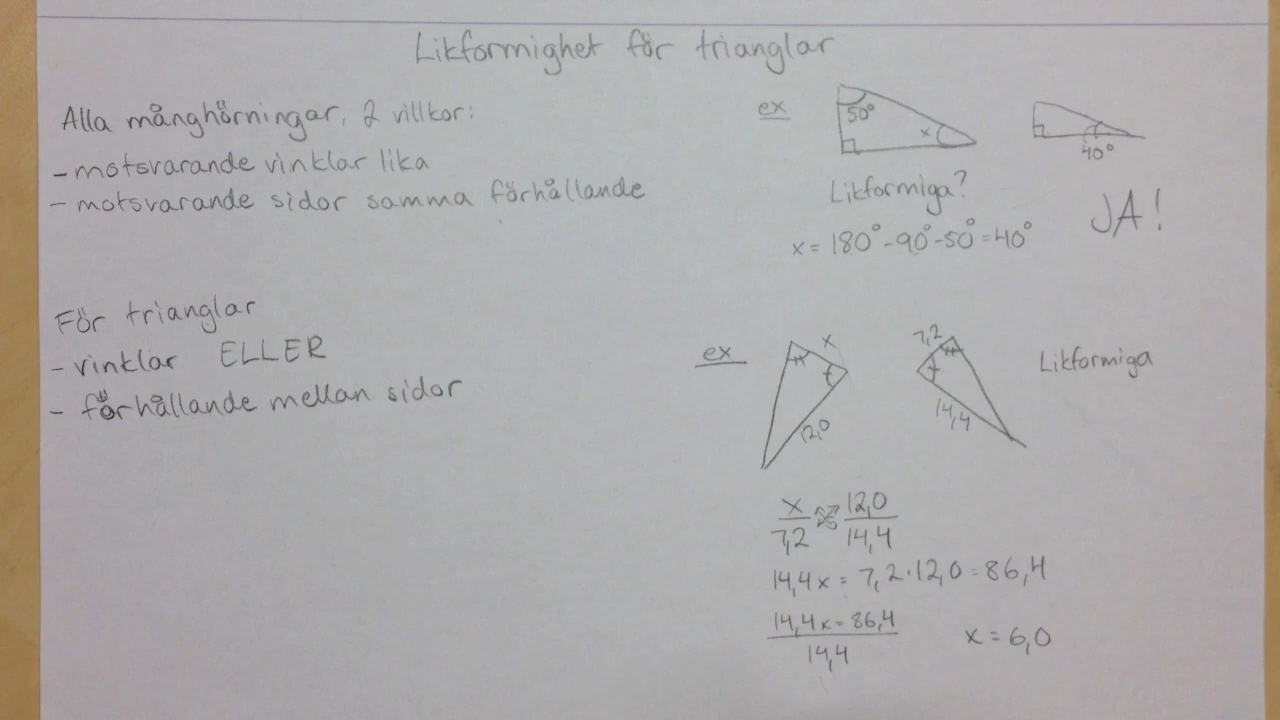 Likformighet för trianglar
Alla månghörningar, 2 villkor:
- motsvarande vinklar lika
- motsvarande sidor samma förhållande
För trianglar
- vinklar ELLER
- förhållande mellan sidor
ex
50°
x
40°
Likformiga?
JA!
x = 180° - 90° - 50° = 40°
ex
x
12,0
7,2
14,4
Likformiga
x/7,2 12,0/14,4
14,4x = 7,2 · 12,0 = 86,4
14,4x = 86,4
14,4
x = 6,0